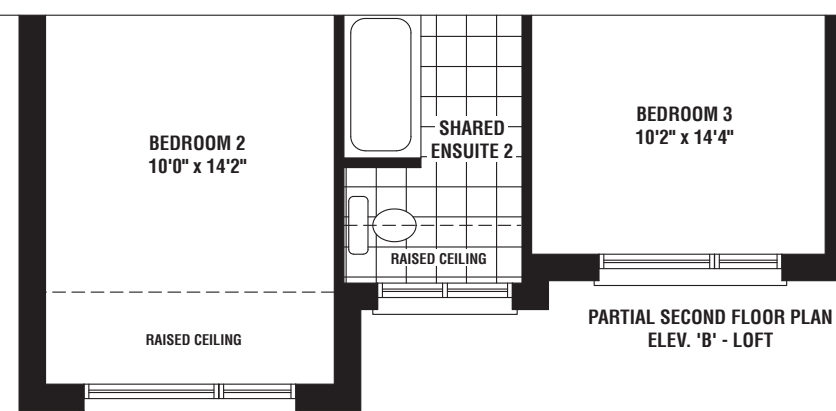 BEDROOM 2
10'0" x 14'2"
RAISED CEILING
SHARED
ENSUITE 2
RAISED CEILING
BEDROOM 3
10'2" x 14'4"
PARTIAL SECOND FLOOR PLAN
ELEV. 'B' - LOFT